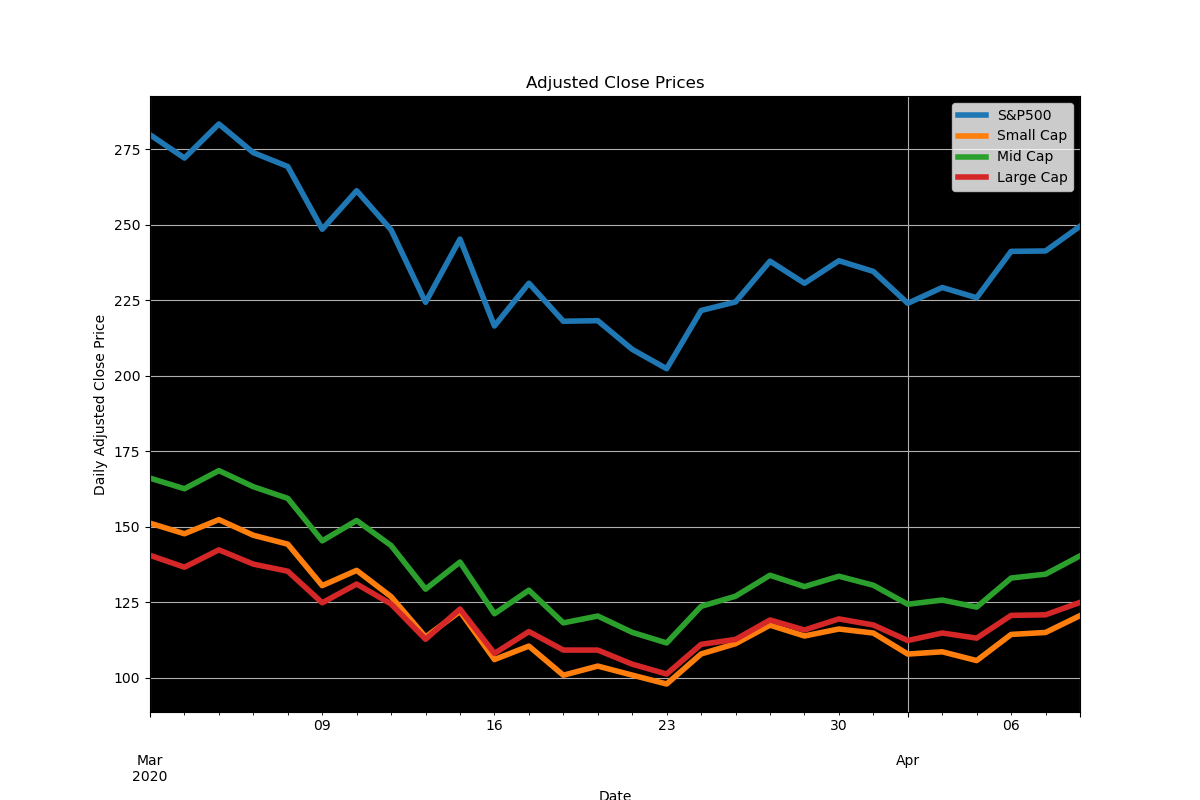 Adjusted Close Prices
S&P500
Small Cap
Mid Cap
Large Cap
Daily Adjusted Close Price
275
250
225
200
175
150
125
100
09 16 23 30 06
Mar Apr
2020
Date